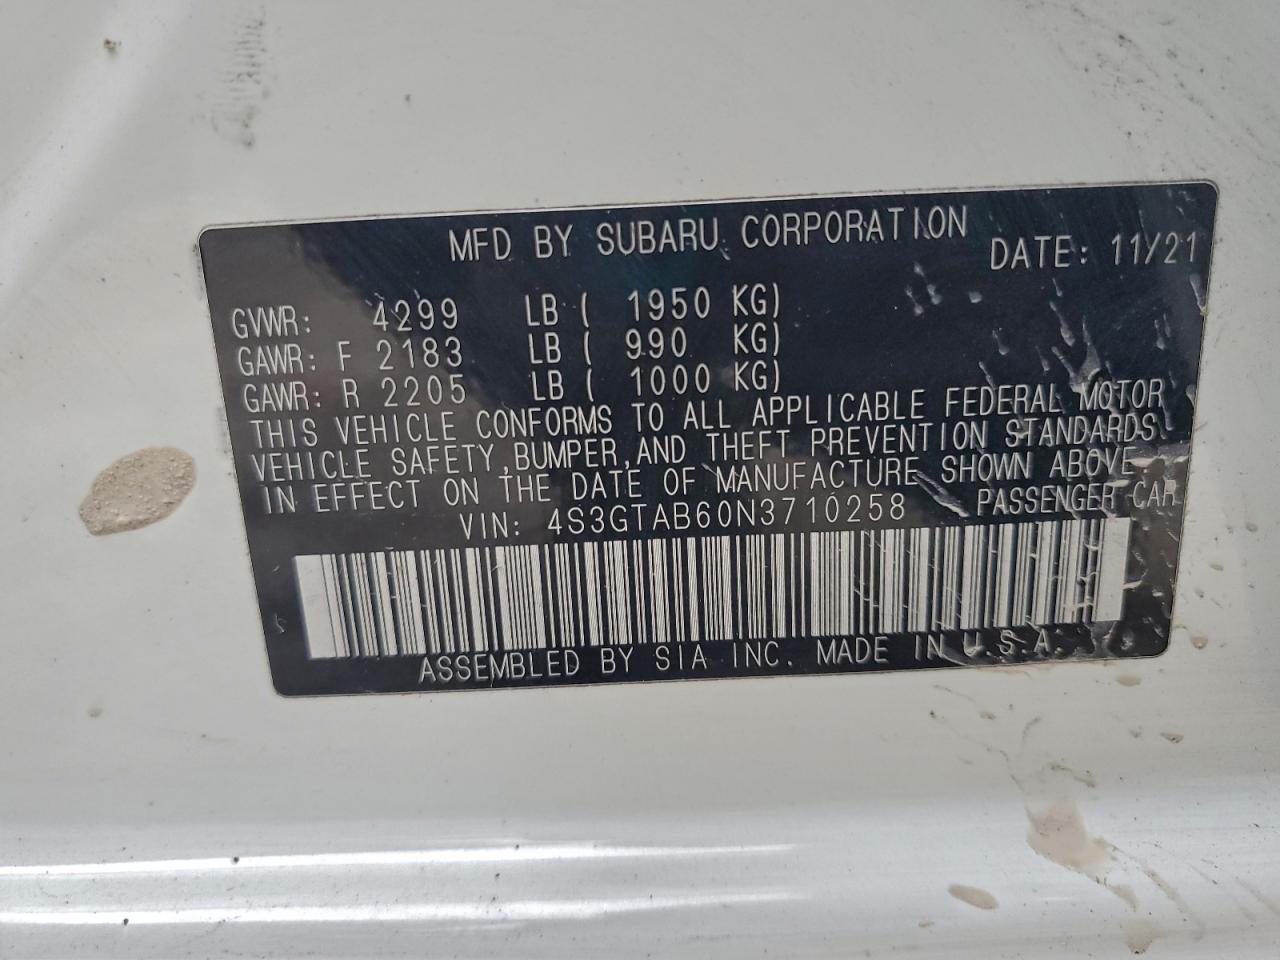 MFD BY SUBARU CORPORATION
DATE: 11/21
GVWR: 4299 LB ( 1950 KG)
GAWR: F 2183 LB ( 990 KG)
GAWR: R 2205 LB ( 1000 KG)
THIS VEHICLE CONFORMS TO ALL APPLICABLE FEDERAL MOTOR
VEHICLE SAFETY,BUMPER,AND THEFT PREVENTION STANDARDS
IN EFFECT ON THE DATE OF MANUFACTURE SHOWN ABOVE
VIN: 4S3GTAB60N3710258 PASSENGER CAR
ASSEMBLED BY SIA INC. MADE IN U.S.A.